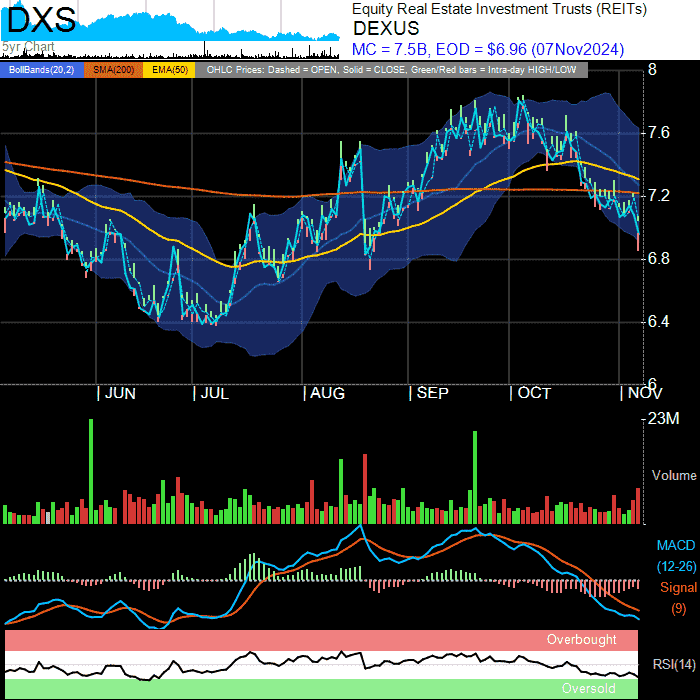 DXS
Equity Real Estate Investment Trusts (REITs)
DEXUS
5yr Chart
MC = 7.5B, EOD = $6.96 (07Nov2024)
BollBands(20,2) SMA(200) EMA(50) OHLC Prices: Dashed = OPEN, Solid = CLOSE, Green/Red bars = Intra-day HIGH/LOW
8
7.6
7.2
6.8
6.4
6
JUN JUL AUG SEP OCT NOV
23M
Volume
MACD
(12-26)
Signal
(9)
Overbought
RSI(14)
Oversold